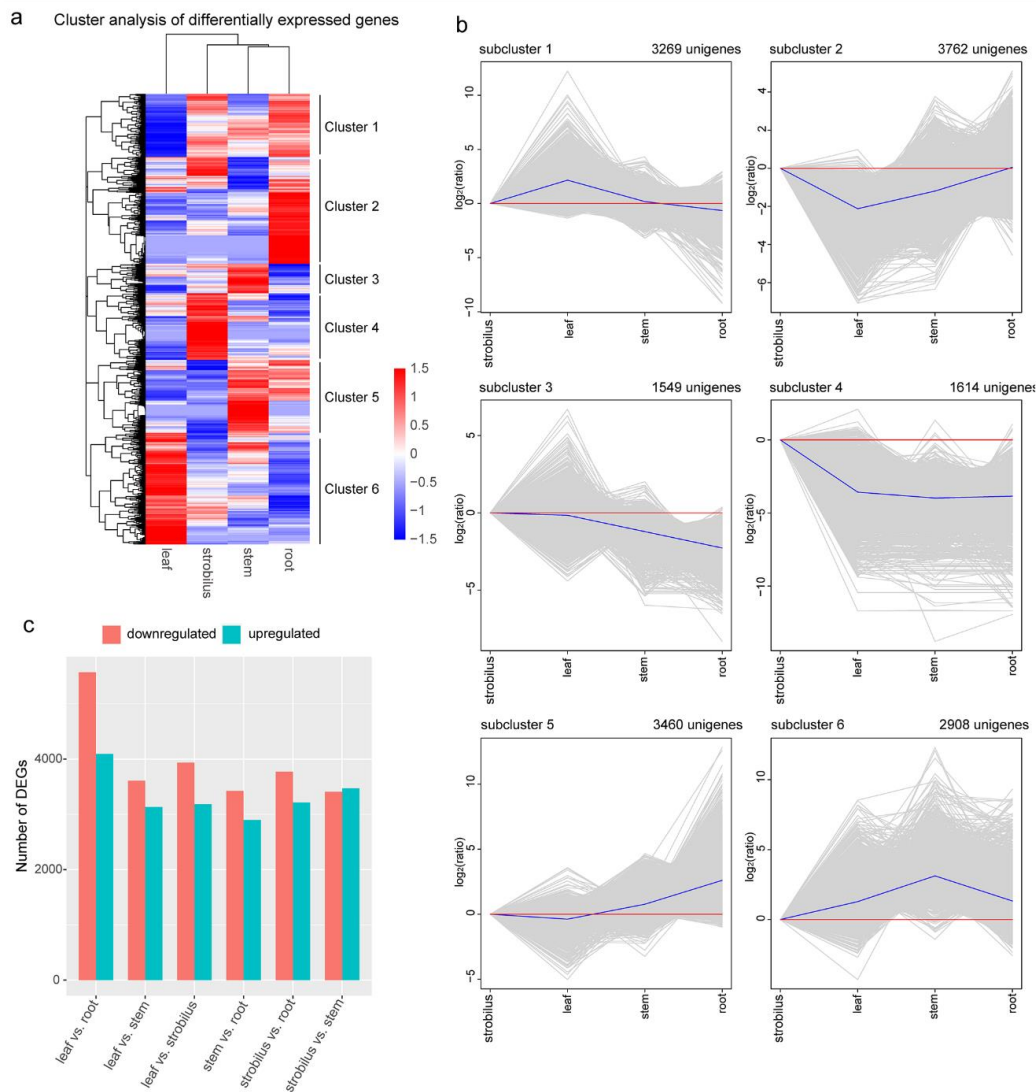 a
Cluster analysis of differentially expressed genes
Cluster 1
Cluster 2
Cluster 3
Cluster 4
Cluster 5
Cluster 6
1.5
1
0.5
0
−0.5
−1
−1.5
leaf
strobilus
stem
root
b
subcluster 1 3269 unigenes
log2(ratio)
10
5
0
−5
−10
strobilus
leaf
stem
root
subcluster 2 3762 unigenes
log2(ratio)
4
2
0
−2
−4
−6
strobilus
leaf
stem
root
subcluster 3 1549 unigenes
log2(ratio)
5
0
−5
strobilus
leaf
stem
root
subcluster 4 1614 unigenes
log2(ratio)
0
−5
−10
strobilus
leaf
stem
root
subcluster 5 3460 unigenes
log2(ratio)
10
5
0
−5
strobilus
leaf
stem
root
subcluster 6 2908 unigenes
log2(ratio)
10
5
0
strobilus
leaf
stem
root
c
downregulated upregulated
Number of DEGs
4000
2000
0
leaf vs. root
leaf vs. stem
leaf vs. strobilus
stem vs. root
strobilus vs. root
strobilus vs. stem